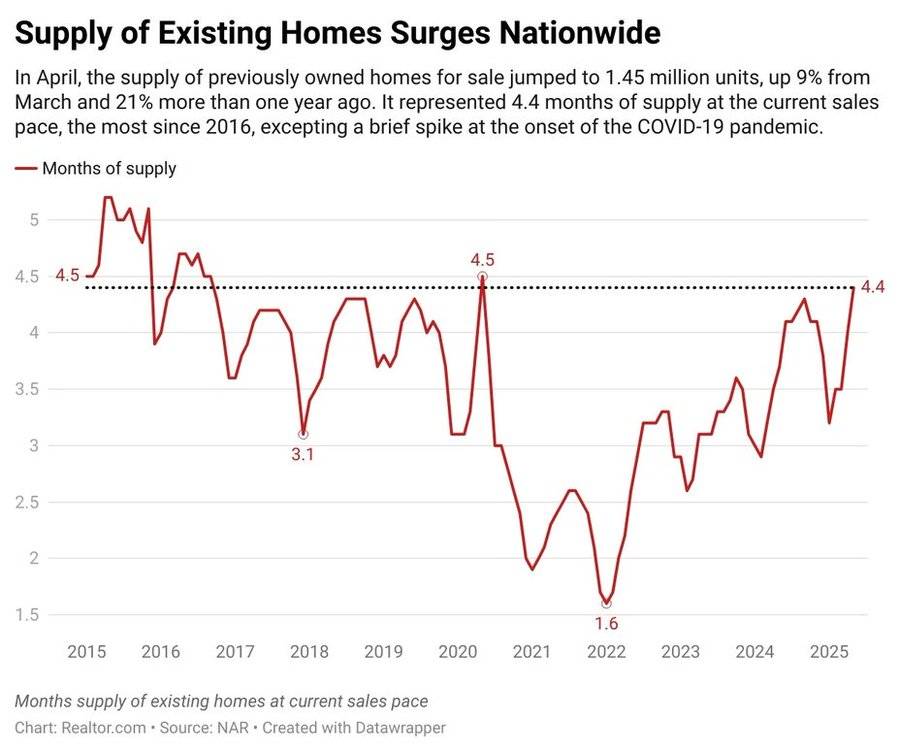 Supply of Existing Homes Surges Nationwide
In April, the supply of previously owned homes for sale jumped to 1.45 million units, up 9% from
March and 21% more than one year ago. It represented 4.4 months of supply at the current sales
pace, the most since 2016, excepting a brief spike at the onset of the COVID-19 pandemic.
Months of supply
5
4.5
4
3.5
3
2.5
2
1.5
4.5
3.1
4.5
1.6
4.4
2015 2016 2017 2018 2019 2020 2021 2022 2023 2024 2025
Months supply of existing homes at current sales pace
Chart: Realtor.com • Source: NAR • Created with Datawrapper